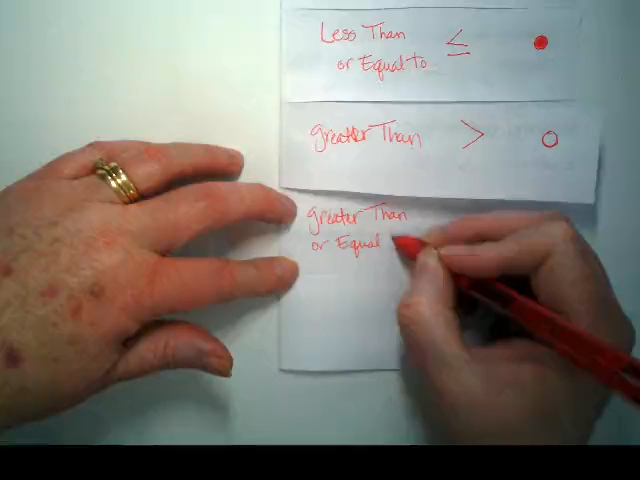 Less Than
or Equal to ≤
greater Than >
greater Than
or Equal